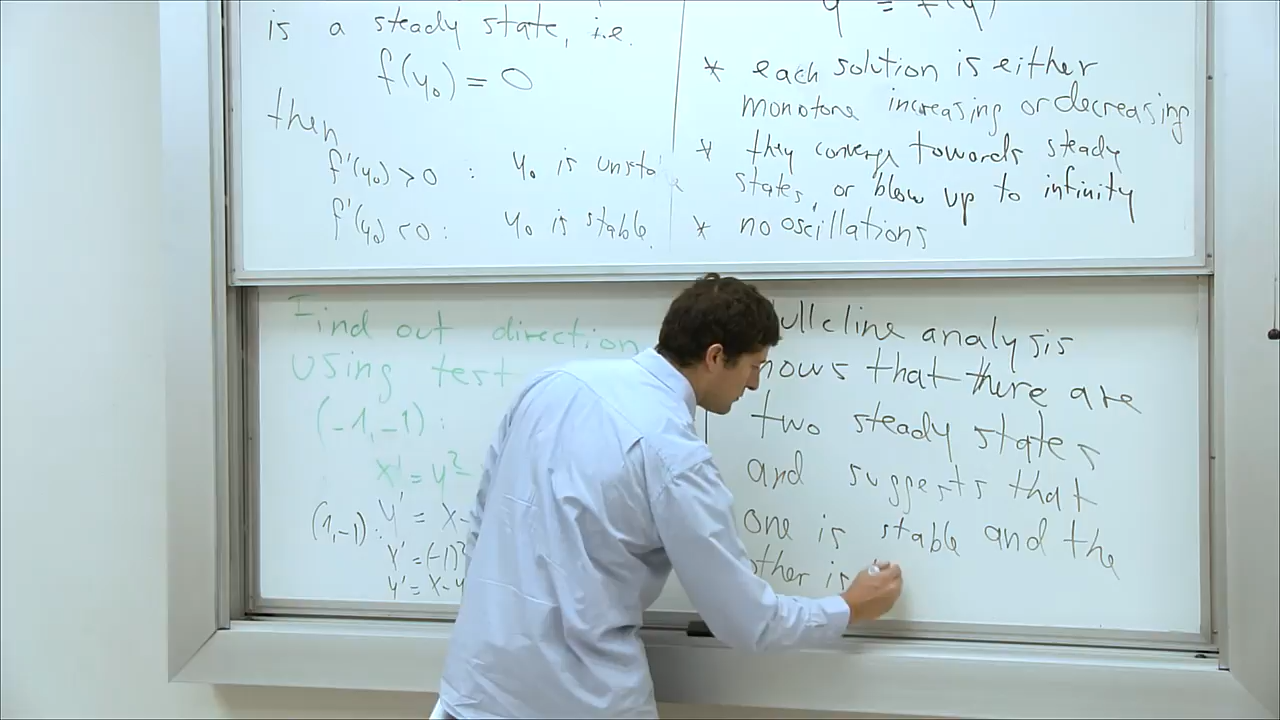 is a steady state, i.e.
f(y₀) = 0
then
f'(y₀) > 0 : y₀ is
f'(y₀) < 0 : y₀ is stable.
* each solution is either
monotone increasing or decreasing
* they converge towards steady
states, or blow up to infinity
* no oscillations
Find out direction
using test
(-1,-1):
x' = y² -
y' = x -
(1,-1):
x' = (-1)²
y' = x - y
analysis
that there are
two steady states
and suggests that
one is stable and the
other is